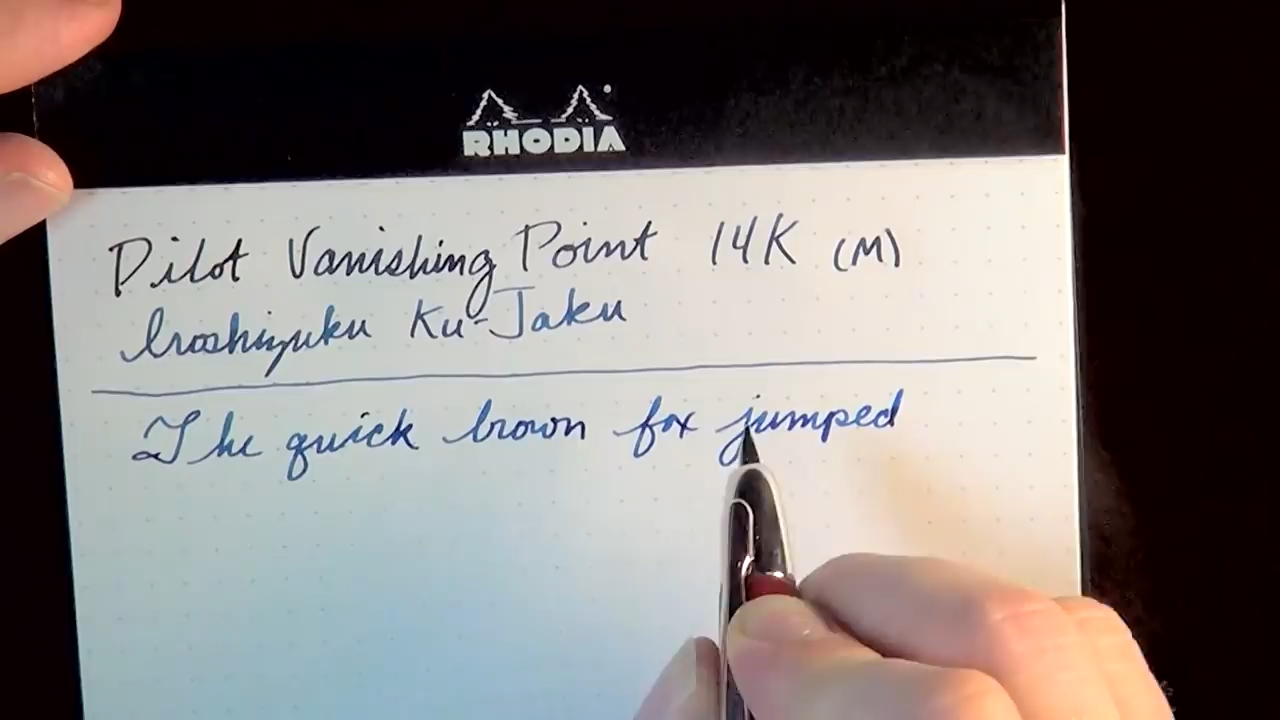 RHODIA
Pilot Vanishing Point 14K (M)
Iroshizuku Ku-Jaku
The quick brown fox jumped